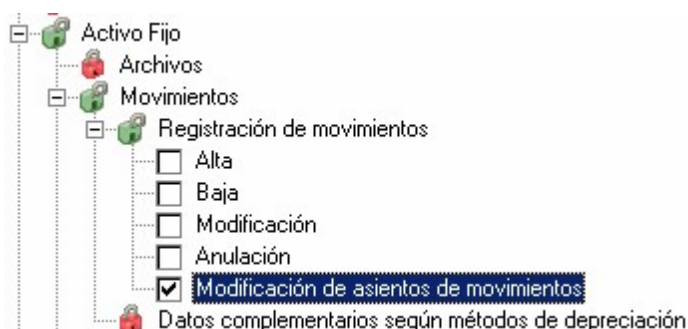 Activo Fijo
Archivos
Movimientos
Registración de movimientos
Alta
Baja
Modificación
Anulación
Modificación de asientos de movimientos
Datos complementarios según métodos de depreciación